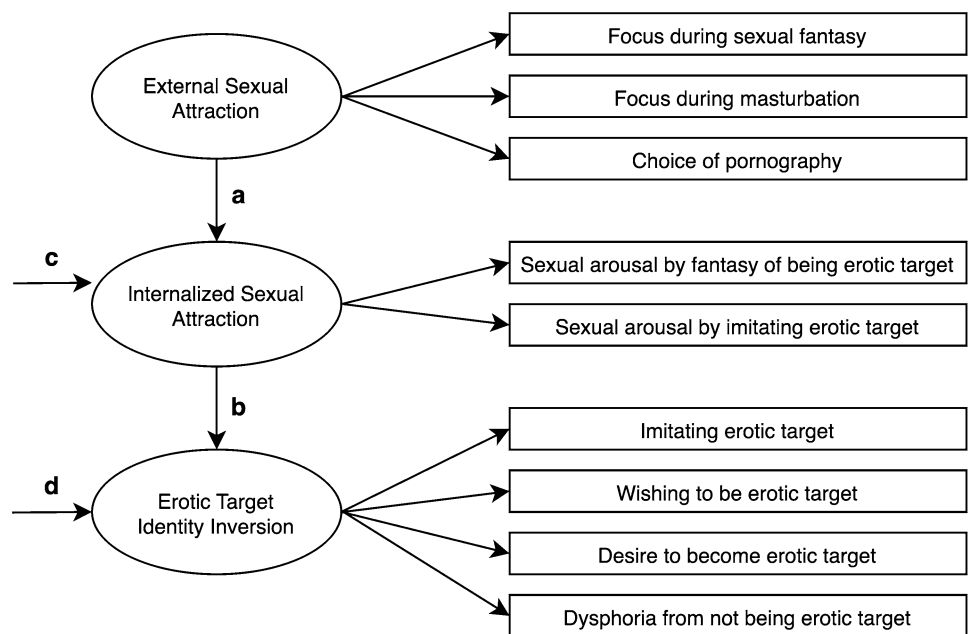 External Sexual
Attraction
Focus during sexual fantasy
Focus during masturbation
Choice of pornography
a
c
Internalized Sexual
Attraction
Sexual arousal by fantasy of being erotic target
Sexual arousal by imitating erotic target
b
d
Erotic Target
Identity Inversion
Imitating erotic target
Wishing to be erotic target
Desire to become erotic target
Dysphoria from not being erotic target